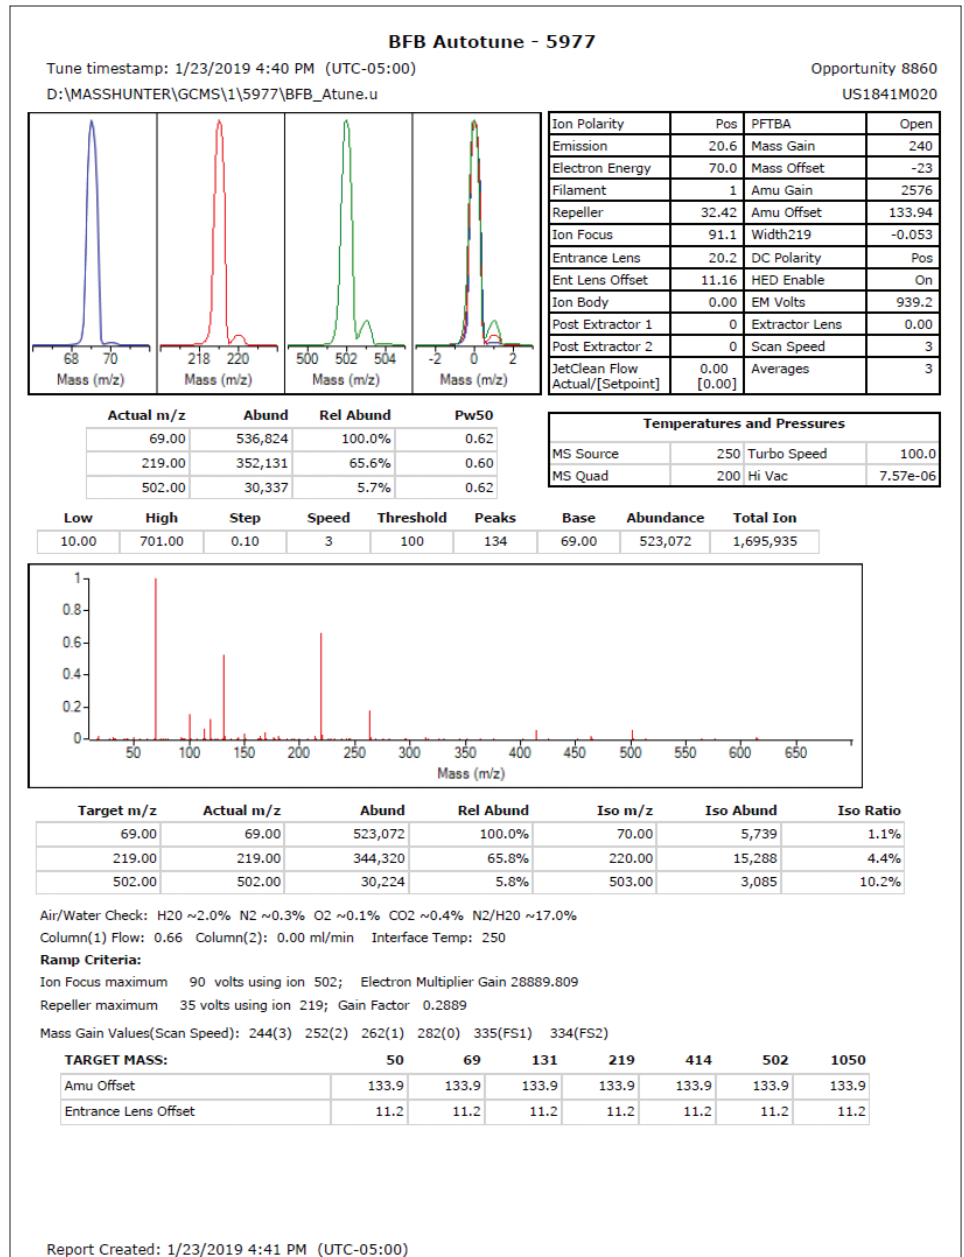 BFB Autotune - 5977
Tune timestamp: 1/23/2019 4:40 PM (UTC-05:00) Opportunity 8860
D:\MASSHUNTER\GCMS\1\5977\BFB_Atune.u US1841M020
68 70
Mass (m/z)
218 220
Mass (m/z)
500 502 504
Mass (m/z)
-2 0 2
Mass (m/z)
Ion Polarity Pos PFTBA Open
Emission 20.6 Mass Gain 240
Electron Energy 70.0 Mass Offset -23
Filament 1 Amu Gain 2576
Repeller 32.42 Amu Offset 133.94
Ion Focus 91.1 Width219 -0.053
Entrance Lens 20.2 DC Polarity Pos
Ent Lens Offset 11.16 HED Enable On
Ion Body 0.00 EM Volts 939.2
Post Extractor 1 0 Extractor Lens 0.00
Post Extractor 2 0 Scan Speed 3
JetClean Flow 0.00 Averages 3
Actual/[Setpoint] [0.00]
Actual m/z Abund Rel Abund Pw50
69.00 536,824 100.0% 0.62
219.00 352,131 65.6% 0.60
502.00 30,337 5.7% 0.62
Temperatures and Pressures
MS Source 250 Turbo Speed 100.0
MS Quad 200 Hi Vac 7.57e-06
Low High Step Speed Threshold Peaks Base Abundance Total Ion
10.00 701.00 0.10 3 100 134 69.00 523,072 1,695,935
1
0.8
0.6
0.4
0.2
0
50 100 150 200 250 300 350 400 450 500 550 600 650
Mass (m/z)
Target m/z Actual m/z Abund Rel Abund Iso m/z Iso Abund Iso Ratio
69.00 69.00 523,072 100.0% 70.00 5,739 1.1%
219.00 219.00 344,320 65.8% 220.00 15,288 4.4%
502.00 502.00 30,224 5.8% 503.00 3,085 10.2%
Air/Water Check: H20 ~2.0% N2 ~0.3% O2 ~0.1% CO2 ~0.4% N2/H20 ~17.0%
Column(1) Flow: 0.66 Column(2): 0.00 ml/min Interface Temp: 250
Ramp Criteria:
Ion Focus maximum 90 volts using ion 502; Electron Multiplier Gain 28889.809
Repeller maximum 35 volts using ion 219; Gain Factor 0.2889
Mass Gain Values(Scan Speed): 244(3) 252(2) 262(1) 282(0) 335(FS1) 334(FS2)
TARGET MASS: 50 69 131 219 414 502 1050
Amu Offset 133.9 133.9 133.9 133.9 133.9 133.9 133.9
Entrance Lens Offset 11.2 11.2 11.2 11.2 11.2 11.2 11.2
Report Created: 1/23/2019 4:41 PM (UTC-05:00)